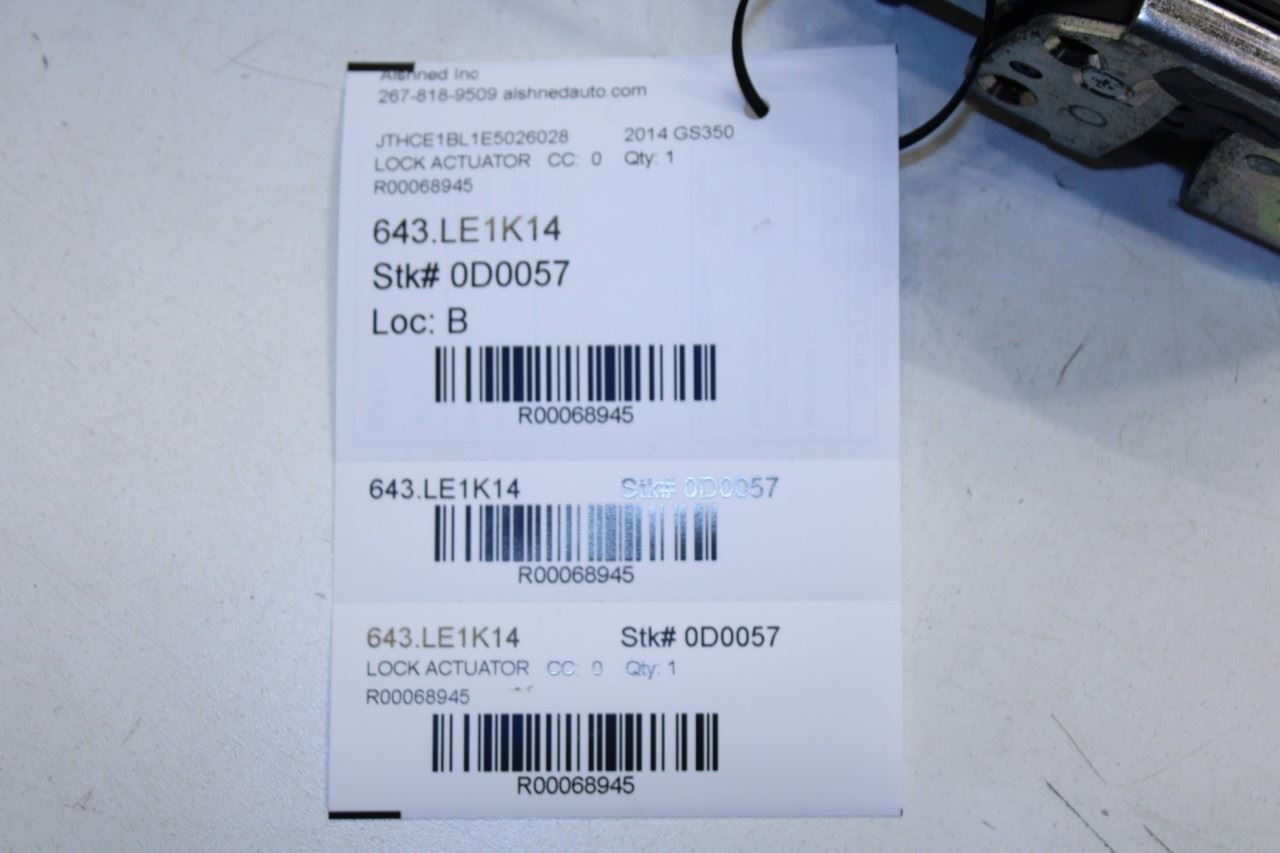 Alshned Inc
267-818-9509 alshnedauto.com
JTHCE1BL1E5026028 2014 GS350
LOCK ACTUATOR CC: 0 Qty: 1
R00068945
643.LE1K14
Stk# 0D0057
Loc: B
R00068945
643.LE1K14 Stk# 0D0057
R00068945
643.LE1K14 Stk# 0D0057
LOCK ACTUATOR CC: 0 Qty: 1
R00068945
R00068945